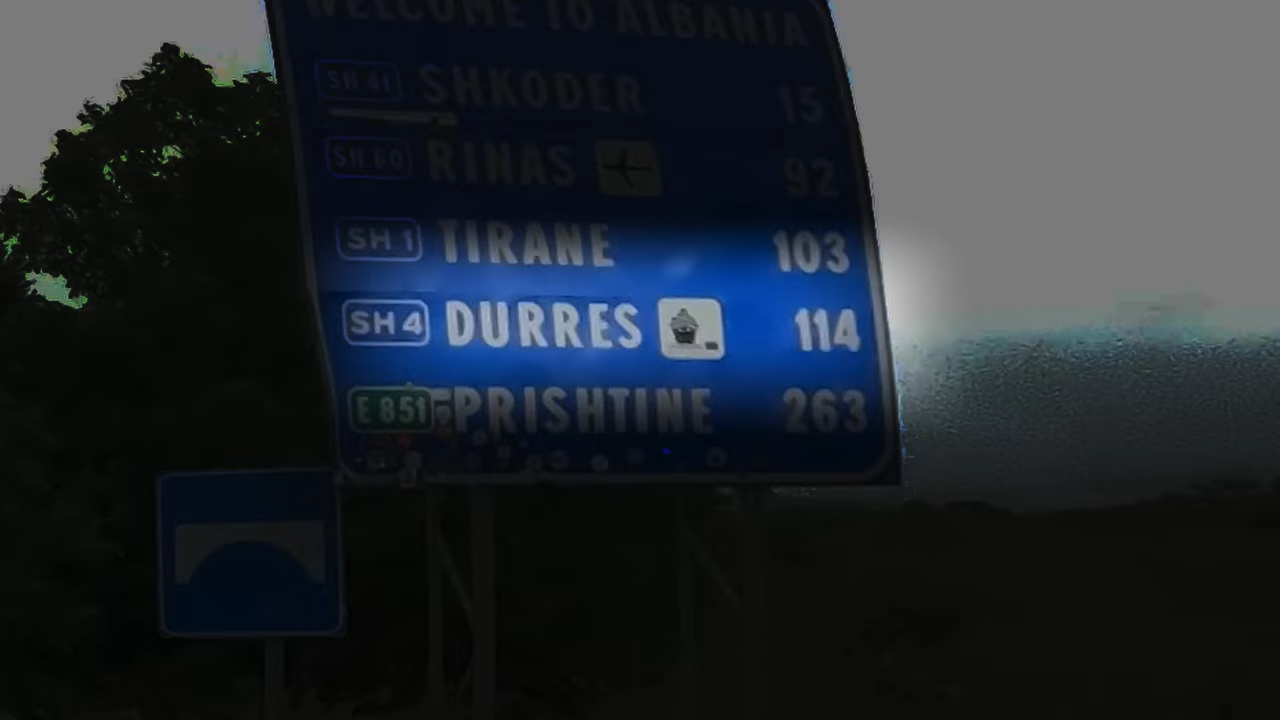 WELCOME TO ALBANIA
SH 41 SHKODER 15
SH 60 RINAS 92
SH 1 TIRANE 103
SH 4 DURRES 114
E 851 PRISHTINE 263